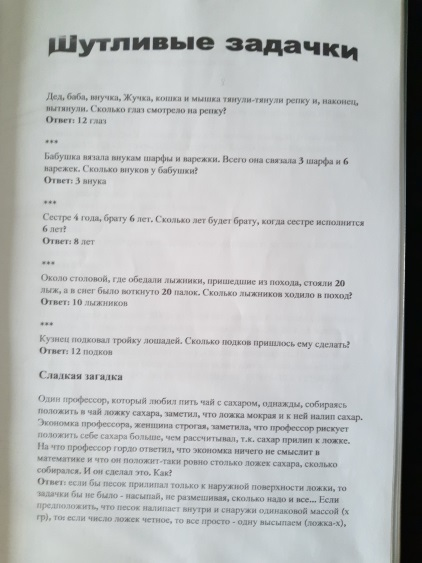 Шутливые задачки
Дед, баба, внучка, Жучка, кошка и мышка тянули-тянули репку и, наконец,
вытянули. Сколько глаз смотрело на репку?
Ответ: 12 глаз
***
Бабушка вязала внукам шарфы и варежки. Всего она связала 3 шарфа и 6
варежек. Сколько внуков у бабушки?
Ответ: 3 внука
***
Сестре 4 года, брату 6 лет. Сколько лет будет брату, когда сестре исполнится
6 лет?
Ответ: 8 лет
***
Около столовой, где обедали лыжники, пришедшие из похода, стояли 20
лыж, а в снег было воткнуто 20 палок. Сколько лыжников ходило в поход?
Ответ: 10 лыжников
***
Кузнец подковал тройку лошадей. Сколько подков пришлось ему сделать?
Ответ: 12 подков
Сладкая загадка
Один профессор, который любил пить чай с сахаром, однажды, собираясь
положить в чай ложку сахара, заметил, что ложка мокрая и к ней налип сахар.
Экономка профессора, женщина строгая, заметила, что профессор рискует
положить себе сахара больше, чем рассчитывал, т.к. сахар прилип к ложке.
На что профессор гордо ответил, что экономка ничего не смыслит в
математике и что он положит-таки ровно столько ложек сахара, сколько
собирался. И он сделал это. Как?
Ответ: если бы песок прилипал только к наружной поверхности ложки, то
задачки бы не было - насыпай, не размешивая, сколько надо и все... Если
предположить, что песок налипает внутри и снаружи одинаковой массой (х
гр), то: если число ложек четное, то все просто - одну высыпаем (ложка-х),